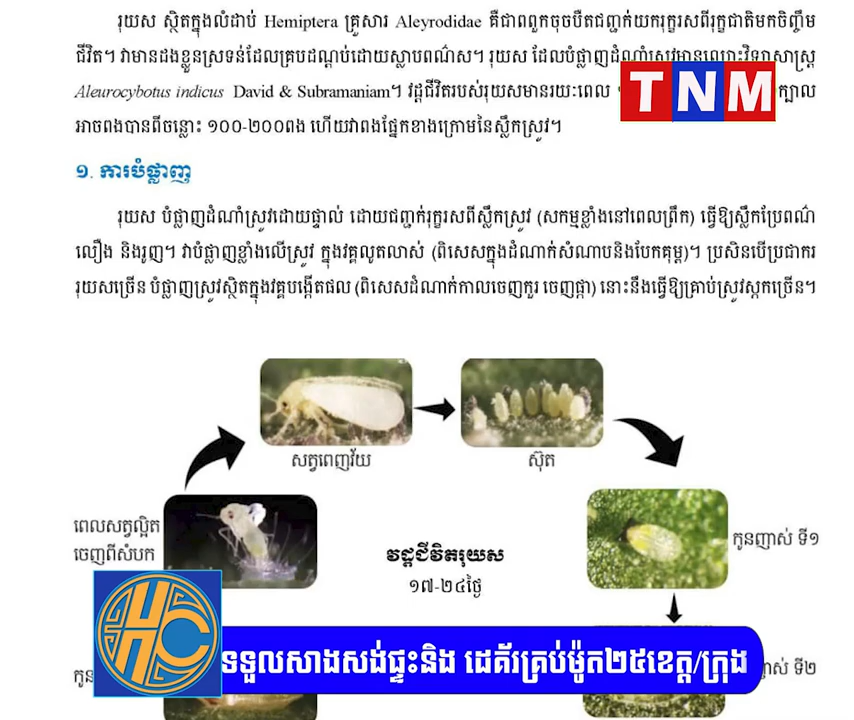 រុយស ស្ថិតក្នុងលំដាប់ Hemiptera គ្រួសារ Aleyrodidae គឺជាពពួកចុចបឺតជញ្ជក់យករុក្ខរសពីរុក្ខជាតិមកចិញ្ចឹម
ជីវិត។ វាមានដងខ្លួនស្រទន់ដែលគ្របដណ្តប់ដោយស្លាបពណ៌ស។ រុយស ដែលបំផ្លាញដំណាំស្រូវមានឈ្មោះវិទ្យាសាស្ត្រ
Aleurocybotus indicus David & Subramaniam។ វដ្តជីវិតរបស់រុយសមានរយៈពេល
TNM
ក្បាល
អាចពងបានពីចន្លោះ ១០០-២០០ពង ហើយវាពងផ្នែកខាងក្រោមនៃស្លឹកស្រូវ។
១. ការបំផ្លាញ
រុយស បំផ្លាញដំណាំស្រូវដោយផ្ទាល់ ដោយជញ្ជក់រុក្ខរសពីស្លឹកស្រូវ (សកម្មខ្លាំងនៅពេលព្រឹក) ធ្វើឱ្យស្លឹកប្រែពណ៌
លឿង និងរួញ។ វាបំផ្លាញខ្លាំងលើស្រូវ ក្នុងវគ្គលូតលាស់ (ពិសេសក្នុងដំណាក់សំណាបនិងបែកគុម្ព)។ ប្រសិនបើប្រជាករ
រុយសច្រើន បំផ្លាញស្រូវស្ថិតក្នុងវគ្គបង្កើតផល (ពិសេសដំណាក់កាលចេញកួរ ចេញផ្កា) នោះនឹងធ្វើឱ្យគ្រាប់ស្រូវស្កកច្រើន។
សត្វពេញវ័យ
ស៊ុត
ពេលសត្វល្អិត
ចេញពីសំបក
កូនញាស់ ទី១
វដ្តជីវិតរុយស
១៧-២៤ថ្ងៃ
HC
ទទួលសាងសង់ផ្ទះនិង ដេគ័រគ្រប់ម៉ូត២៥ខេត្ត/ក្រុង
កូន
ញាស់ ទី២